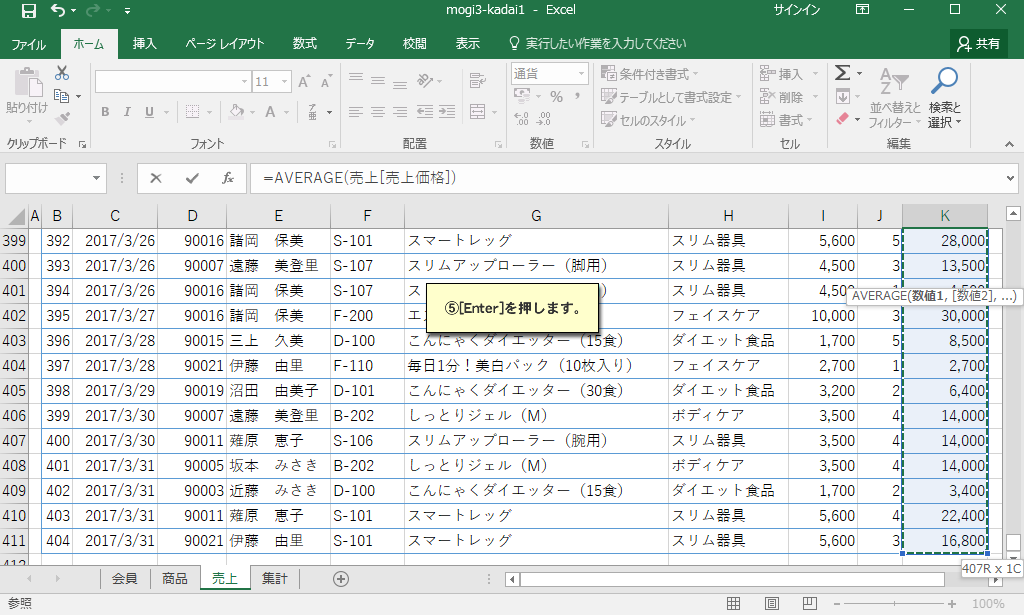 mogi3-kadai1 - Excel サインイン
ファイル ホーム 挿入 ページ レイアウト 数式 データ 校閲 表示 実行したい作業を入力してください 共有
貼り付け 11 通貨 条件付き書式 挿入 Σ
B I U A % , テーブルとして書式設定 削除 並べ替えと フィルター 検索と 選択
セルのスタイル 書式
クリップボード フォント 配置 数値 スタイル セル 編集
fx =AVERAGE(売上[売上価格])
A B C D E F G H I J K
399 392 2017/3/26 90016 諸岡 保美 S-101 スマートレッグ スリム器具 5,600 5 28,000
400 393 2017/3/26 90007 遠藤 美登里 S-107 スリムアップローラー（脚用） スリム器具 4,500 3 13,500
401 394 2017/3/26 90016 諸岡 保美 S-107 ス スリム器具 4,500
AVERAGE(数値1, [数値2], ...)
⑤[Enter]を押します。
402 395 2017/3/27 90016 諸岡 保美 F-200 フェイスケア 10,000 3 30,000
403 396 2017/3/28 90015 三上 久美 D-100 こんにゃくダイエッター（15食） ダイエット食品 1,700 5 8,500
404 397 2017/3/28 90021 伊藤 由里 F-110 毎日1分！美白パック（10枚入り） フェイスケア 2,700 1 2,700
405 398 2017/3/29 90019 沼田 由美子 D-101 こんにゃくダイエッター（30食） ダイエット食品 3,200 2 6,400
406 399 2017/3/30 90007 遠藤 美登里 B-202 しっとりジェル（M） ボディケア 3,500 4 14,000
407 400 2017/3/30 90011 薙原 恵子 S-106 スリムアップローラー（腕用） スリム器具 3,500 4 14,000
408 401 2017/3/31 90005 坂本 みさき B-202 しっとりジェル（M） ボディケア 3,500 4 14,000
409 402 2017/3/31 90003 近藤 みさき D-100 こんにゃくダイエッター（15食） ダイエット食品 1,700 2 3,400
410 403 2017/3/31 90011 薙原 恵子 S-101 スマートレッグ スリム器具 5,600 4 22,400
411 404 2017/3/31 90021 伊藤 由里 S-101 スマートレッグ スリム器具 5,600 3 16,800
407R x 1C
会員 商品 売上 集計
参照 100%